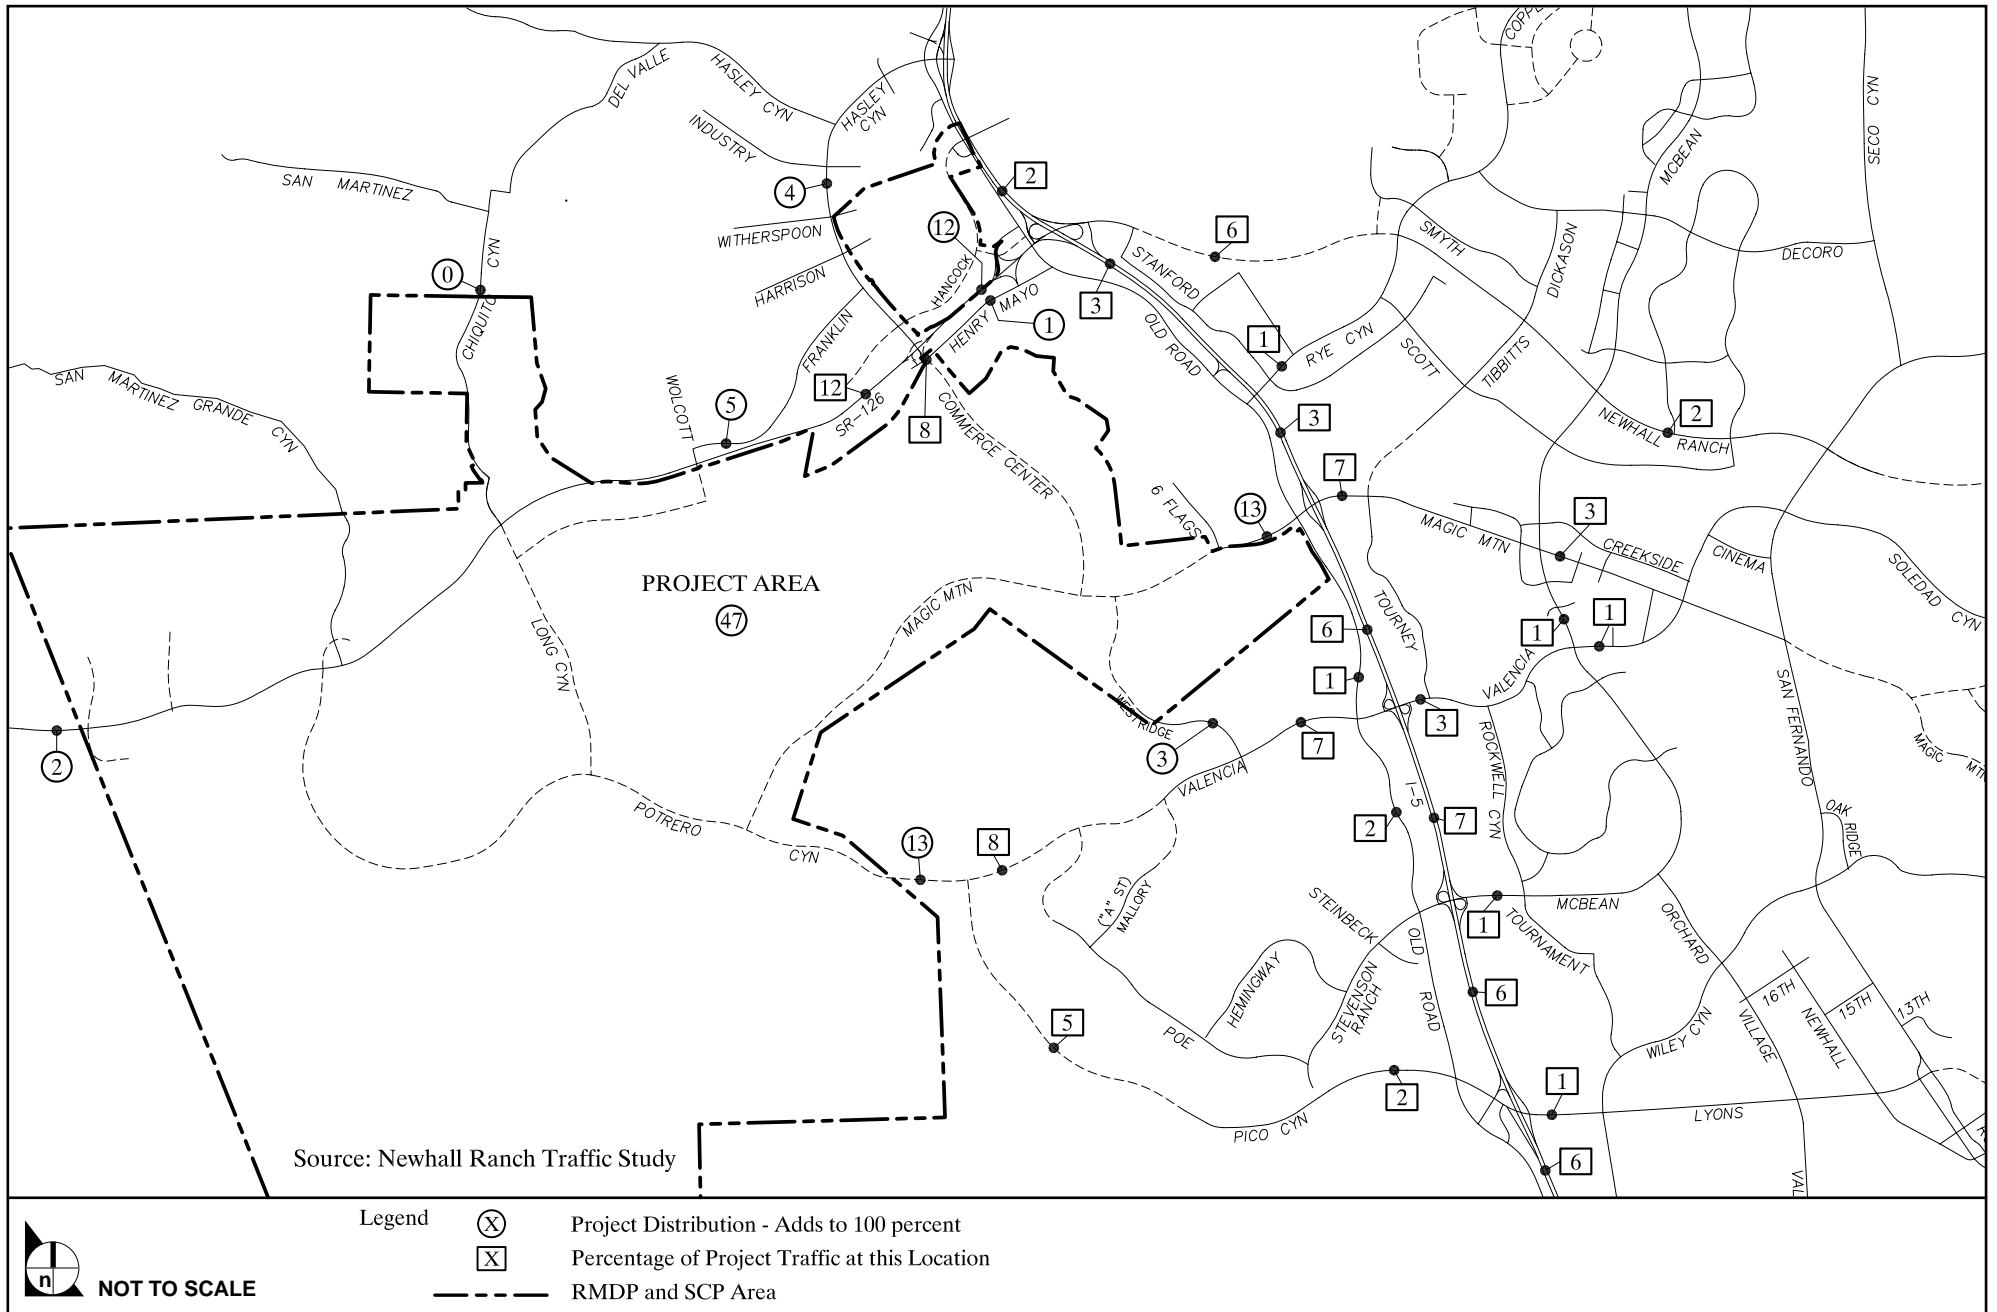 COPPE
DEL VALLE
HASLEY CYN
HASLEY
CYN
INDUSTRY
MCBEAN
SECO CYN
SAN MARTINEZ
4
2
WITHERSPOON
12
6
SMYTH
DICKASON
DECORO
CYN
0
HARRISON
HANCOCK
STANFORD
3
CHIQUITO
HENRY MAYO
1
OLD ROAD
FRANKLIN
1
RYE CYN
SCOTT
TIBBITTS
SAN MARTINEZ GRANDE CYN
WOLCOTT
12
5
SR-126
8
COMMERCE CENTER
3
NEWHALL RANCH
2
7
6 FLAGS
13
MAGIC MTN
3
CREEKSIDE
CINEMA
SOLEDAD CYN
PROJECT AREA
47
MAGIC MTN
TOURNEY
LONG CYN
6
1
1
1
VALENCIA
SAN FERNANDO
WESTRIDGE
3
7
3
ROCKWELL CYN
MAGIC MTN
2
VALENCIA
I-5
POTRERO
CYN
2
7
OAK RIDGE
13
8
("A" ST)
MALLORY
STEINBECK
1
MCBEAN
TOURNAMENT
ORCHARD
VILLAGE
HEMINGWAY
STEVENSON
RANCH
OLD
ROAD
6
16TH
15TH
13TH
NEWHALL
5
POE
WILEY CYN
2
1
PICO CYN
LYONS
VAL
Source: Newhall Ranch Traffic Study
6
Legend
X Project Distribution - Adds to 100 percent
X Percentage of Project Traffic at this Location
RMDP and SCP Area
n
NOT TO SCALE